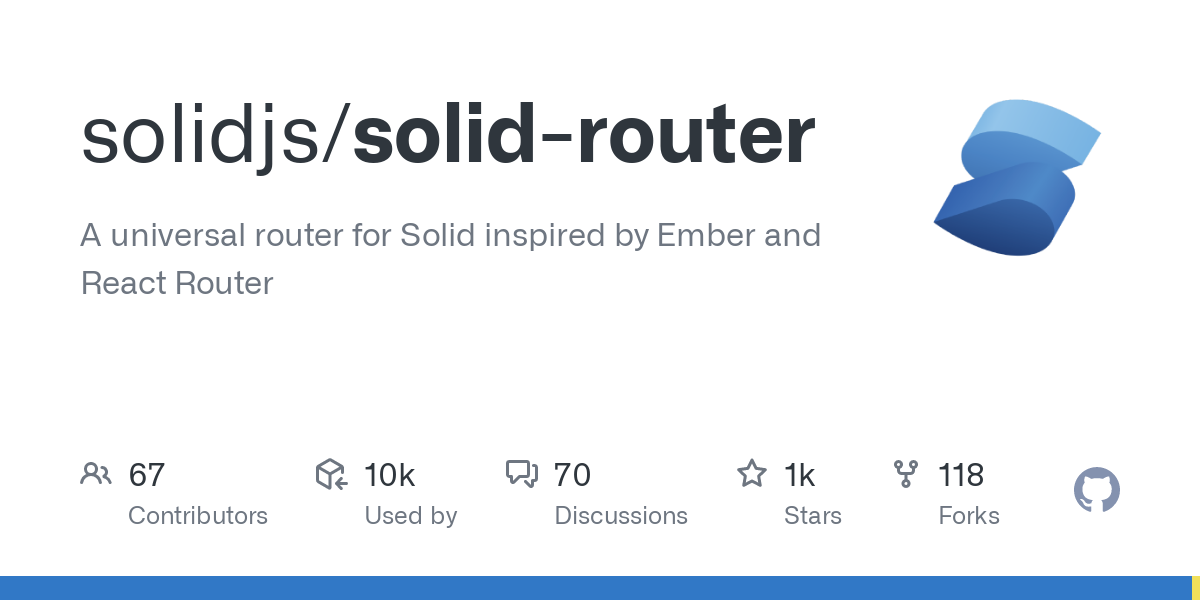 solidjs/solid-router
A universal router for Solid inspired by Ember and
React Router
67 10k 70 1k 118
Contributors Used by Discussions Stars Forks